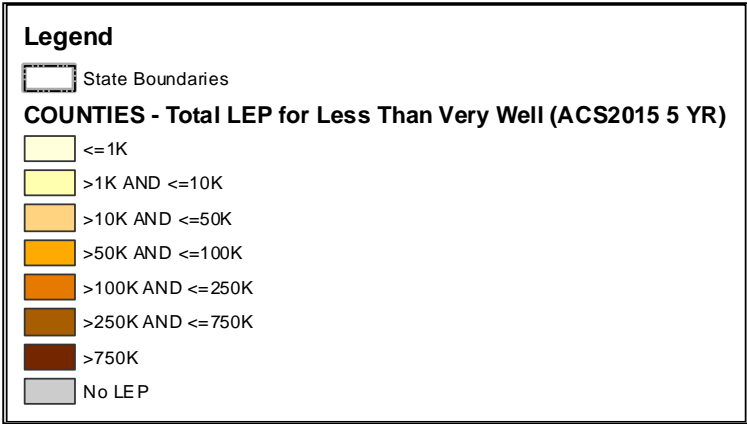 Legend
State Boundaries
COUNTIES - Total LEP for Less Than Very Well (ACS2015 5 YR)
<=1K
>1K AND <=10K
>10K AND <=50K
>50K AND <=100K
>100K AND <=250K
>250K AND <=750K
>750K
No LEP